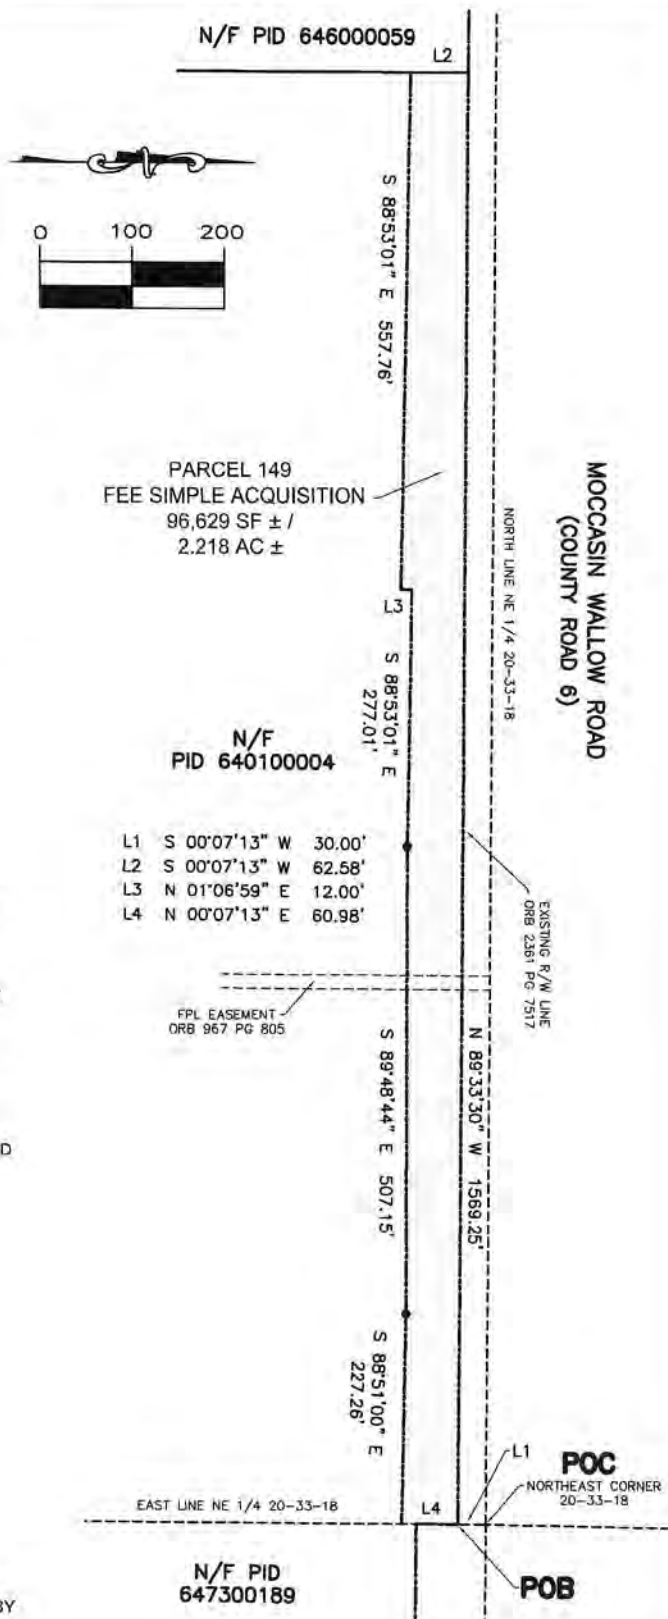 N/F PID 646000059
L2
0 100 200
S 88°53'01" E 557.76'
PARCEL 149
FEE SIMPLE ACQUISITION
96,629 SF ± /
2.218 AC ±
MOCCASIN WALLOW ROAD
(COUNTY ROAD 6)
NORTH LINE NE 1/4 20-33-18
L3
S 88°53'01" E
277.01'
N/F
PID 640100004
L1 S 00°07'13" W 30.00'
L2 S 00°07'13" W 62.58'
L3 N 01°06'59" E 12.00'
L4 N 00°07'13" E 60.98'
EXISTING R/W LINE
ORB 2361 PG 7517
FPL EASEMENT
ORB 967 PG 805
S 89°48'44" E 507.15'
N 89°33'30" W 1569.25'
D
S 88°51'00" E
227.26'
L1
POC
NORTHEAST CORNER
20-33-18
EAST LINE NE 1/4 20-33-18
L4
N/F PID
647300189
POB
BY